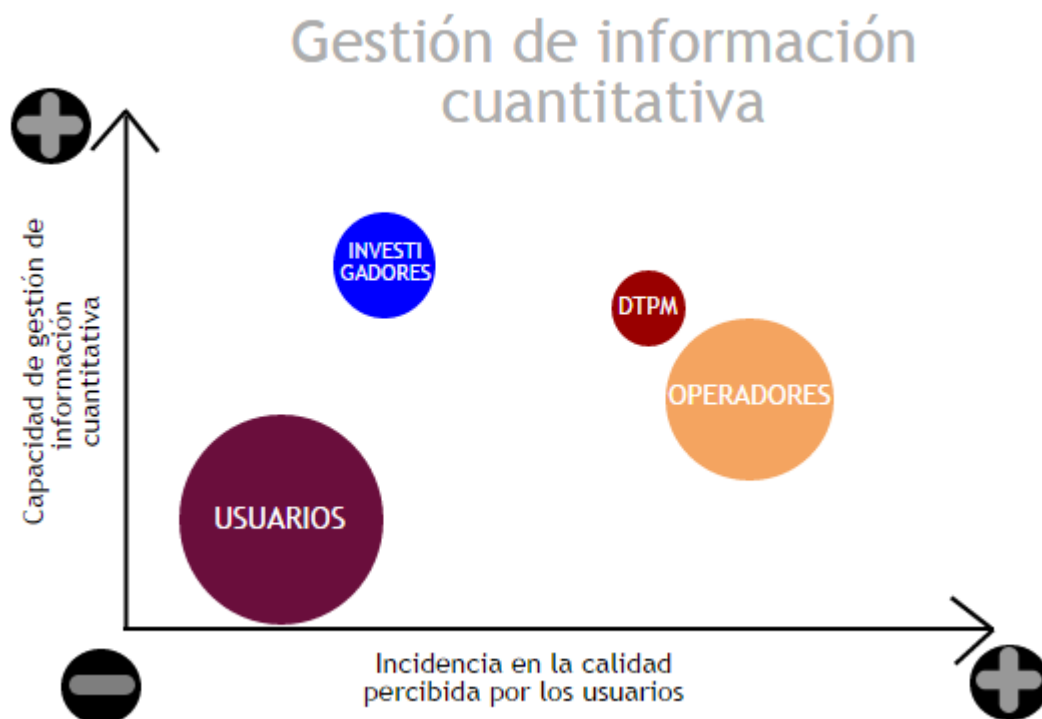 Gestión de información
cuantitativa
Capacidad de gestión de
información
cuantitativa
INVESTI
GADORES
DTPM
OPERADORES
USUARIOS
Incidencia en la calidad
percibida por los usuarios